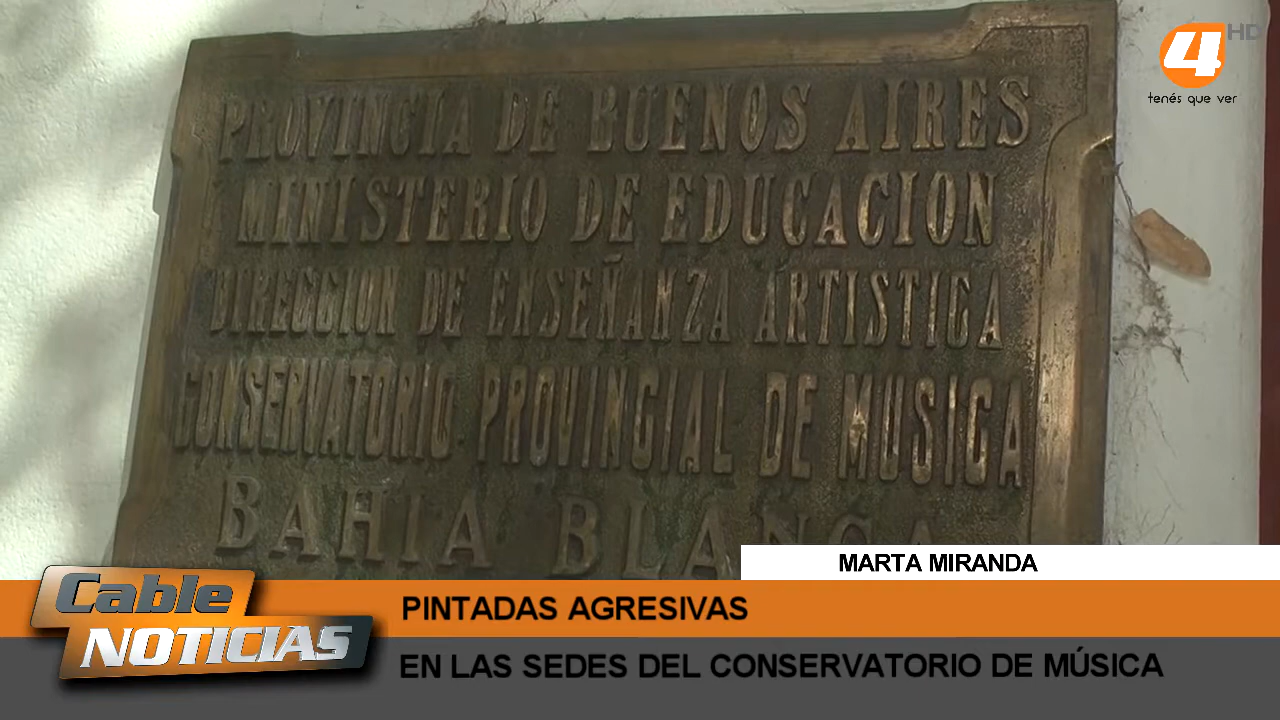 4 HD
tenés que ver
PROVINCIA DE BUENOS AIRES
MINISTERIO DE EDUCACION
DIRECCION DE ENSEÑANZA ARTISTICA
CONSERVATORIO PROVINCIAL DE MUSICA
BAHIA BLANCA
MARTA MIRANDA
Cable
NOTICIAS
PINTADAS AGRESIVAS
EN LAS SEDES DEL CONSERVATORIO DE MÚSICA